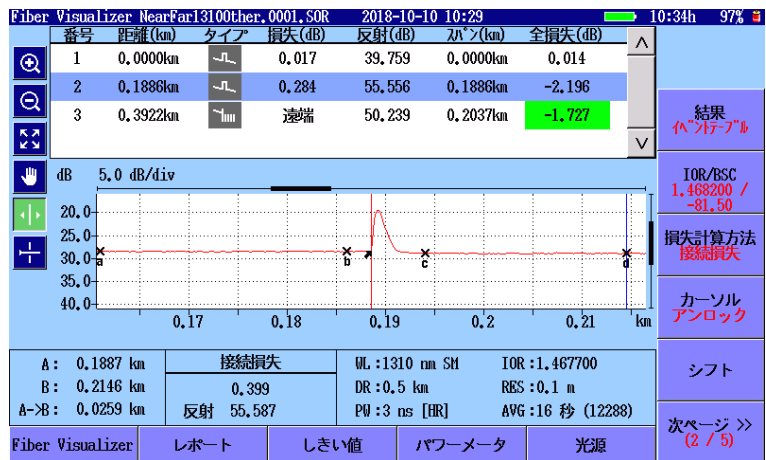 Fiber Visualizer NearFar13100ther.0001.SOR 2018-10-10 10:29 10:34h 97%
番号 距離(km) タイプ 損失(dB) 反射(dB) スパン(km) 全損失(dB)
1 0.0000km 0.017 39.759 0.0000km 0.014
2 0.1886km 0.284 55.556 0.1886km -2.196
3 0.3922km 遠端 50.239 0.2037km -1.727
結果
イベントテーブル
IOR/BSC
1.468200 /
-81.50
損失計算方法
接続損失
カーソル
アンロック
シフト
次ページ >>
(2 / 5)
dB 5.0 dB/div
20.0
25.0
30.0
35.0
40.0
a b c d
0.17 0.18 0.19 0.2 0.21 km
A: 0.1887 km
B: 0.2146 km
A->B: 0.0259 km
接続損失
0.399
反射 55.587
WL:1310 nm SM IOR:1.467700
DR:0.5 km RES:0.1 m
PW:3 ns [HR] AVG:16 秒 (12288)
Fiber Visualizer レポート しきい値 パワーメータ 光源